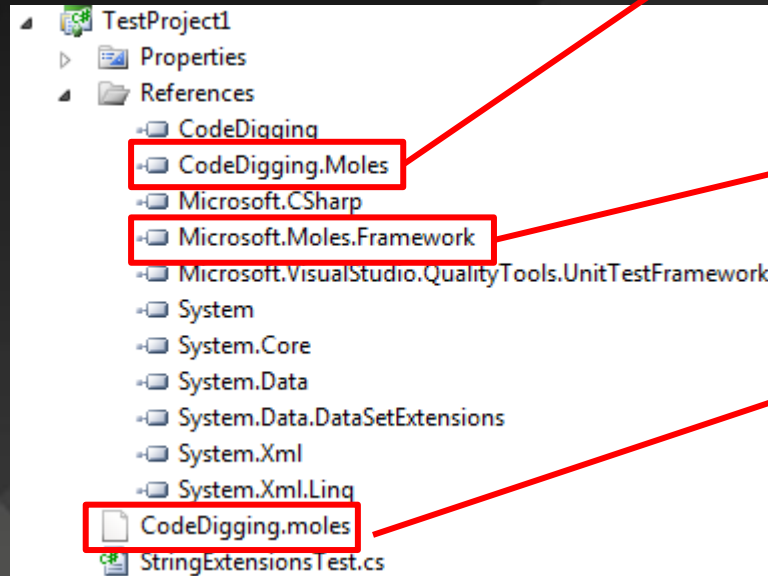 TestProject1
Properties
References
CodeDigging
CodeDigging.Moles
Microsoft.CSharp
Microsoft.Moles.Framework
Microsoft.VisualStudio.QualityTools.UnitTestFramework
System
System.Core
System.Data
System.Data.DataSetExtensions
System.Xml
System.Xml.Linq
CodeDigging.moles
StringExtensionsTest.cs